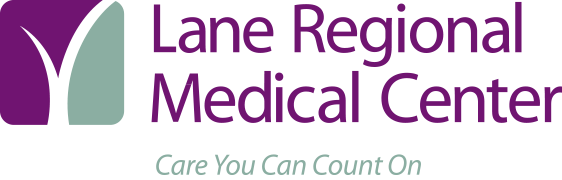 Lane Regional
Medical Center
Care You Can Count On